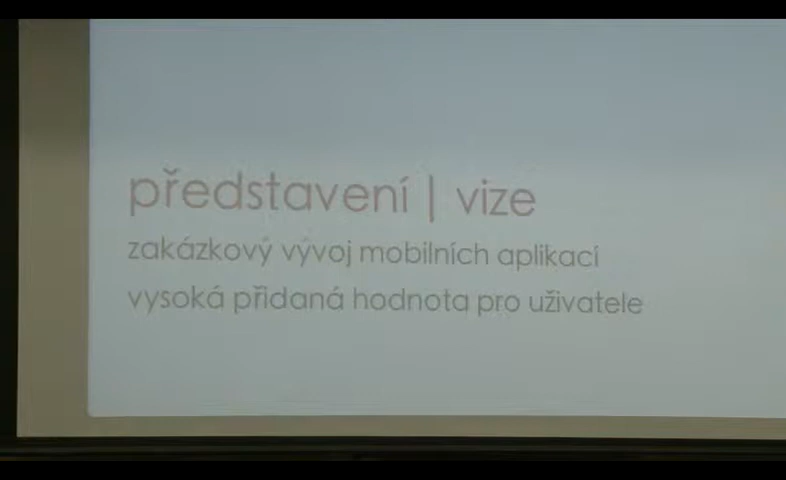 představení | vize
zakázkový vývoj mobilních aplikací
vysoká přidaná hodnota pro uživatele